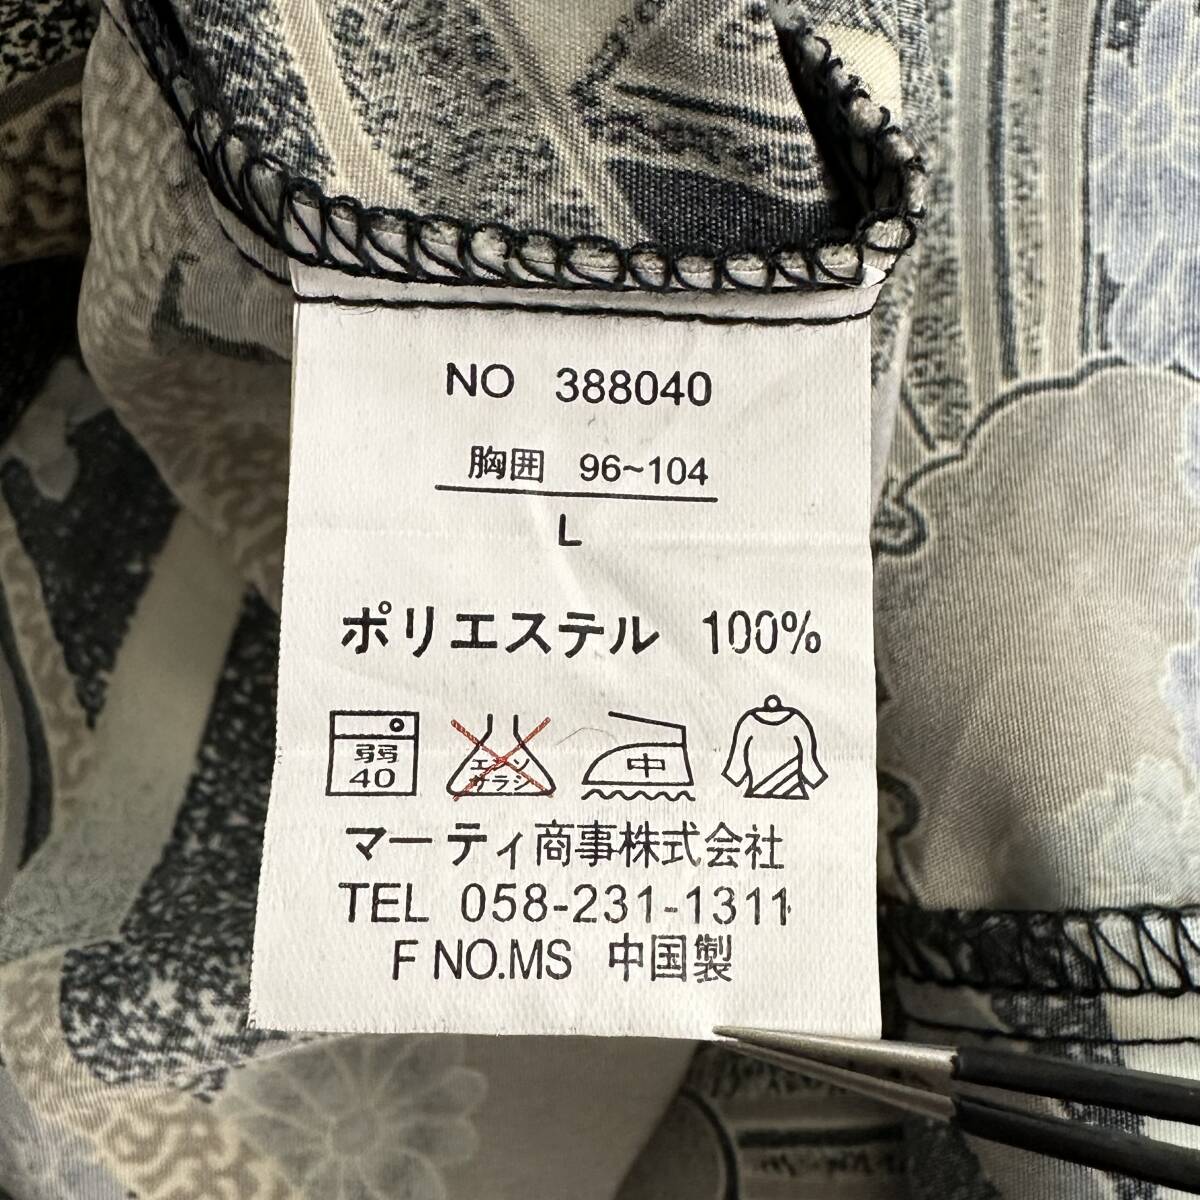 NO 388040
胸囲 96~104
L
ポリエステル 100%
弱弱
40
エンソ
サラシ
中
マーティ商事株式会社
TEL 058-231-1311
F NO.MS 中国製